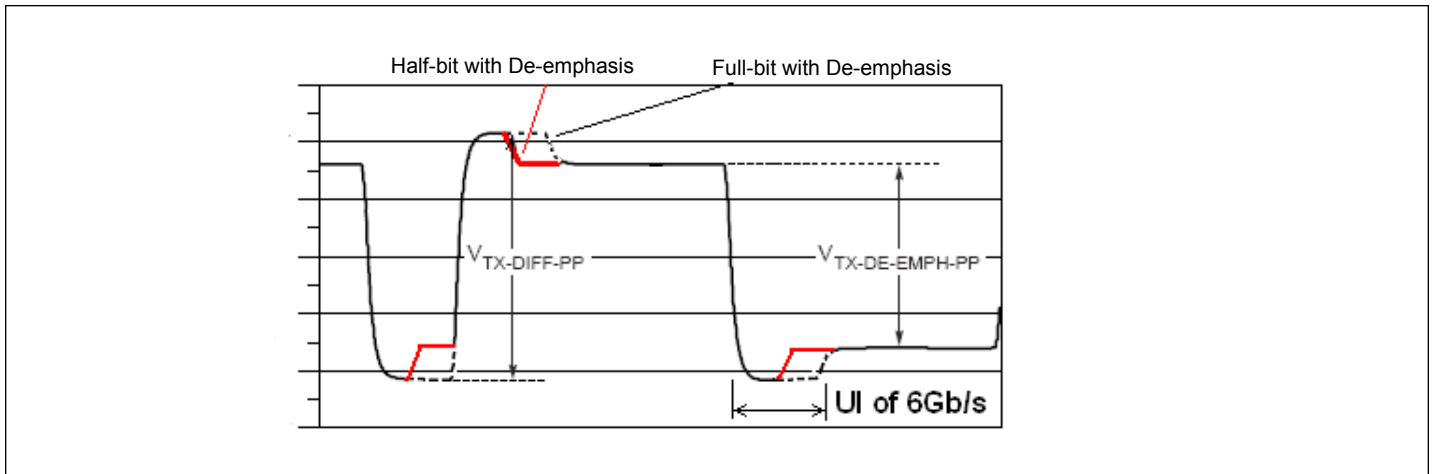 Half-bit with De-emphasis
Full-bit with De-emphasis
VTX-DIFF-PP
VTX-DE-EMPH-PP
UI of 6Gb/s